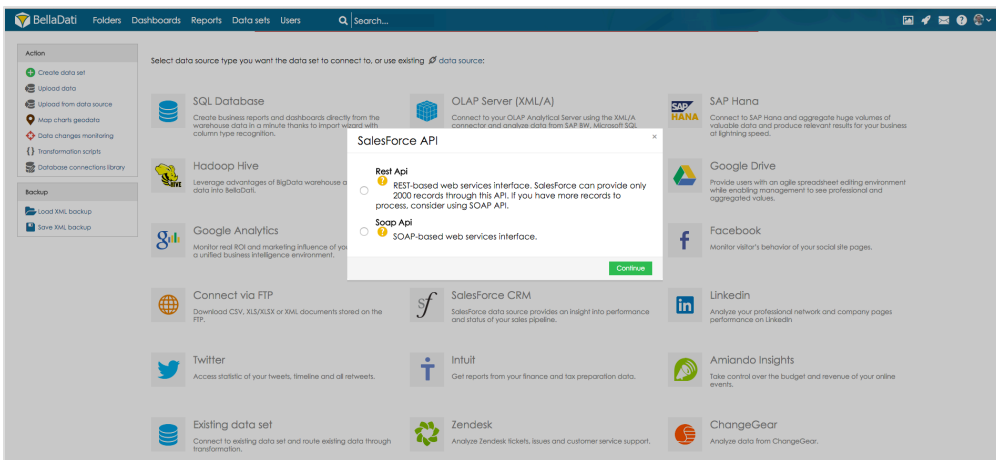 BellaDati Folders Dashboards Reports Data sets Users Search...
Action
Create data set
Upload data
Upload from data source
Map charts geodata
Data changes monitoring
Transformation scripts
Database connections library
Backup
Load XML backup
Save XML backup
Select data source type you want the data set to connect to, or use existing data source:
SQL Database
Create business reports and dashboards directly from the
warehouse data in a minute thanks to import wizard with
column type recognition.
OLAP Server (XML/A)
Connect to your OLAP Analytical Server using the XML/A
connector and analyze data from SAP BW, Microsoft SQL
SAP
HANA
SAP Hana
Connect to SAP Hana and aggregate huge volumes of
valuable data and produce relevant results for your business
at lightning speed.
Hadoop Hive
Leverage advantages of BigData warehouse a
data into BellaDati.
HIVE
Google Drive
Provide users with an agile spreadsheet editing environment
while enabling management to see professional and
aggregated values.
Google Analytics
Monitor real ROI and marketing influence of you
a unified business intelligence environment.
Facebook
Monitor visitor's behavior of your social site pages.
SalesForce API
×
Rest Api
REST-based web services interface. SalesForce can provide only
2000 records through this API. If you have more records to
process, consider using SOAP API.
Soap Api
SOAP-based web services interface.
Continue
Connect via FTP
Download CSV, XLS/XLSX or XML documents stored on the
FTP.
sf
SalesForce CRM
SalesForce data source provides an insight into performance
and status of your sales pipeline.
in
Linkedin
Analyze your professional network and company pages
performance on LinkedIn
Twitter
Access statistic of your tweets, timeline and all retweets.
Intuit
Get reports from your finance and tax preparation data.
Amiando Insights
Take control over the budget and revenue of your online
events.
Existing data set
Connect to existing data set and route existing data through
transformation.
Zendesk
Analyze Zendesk tickets, issues and customer service support.
ChangeGear
Analyze data from ChangeGear.